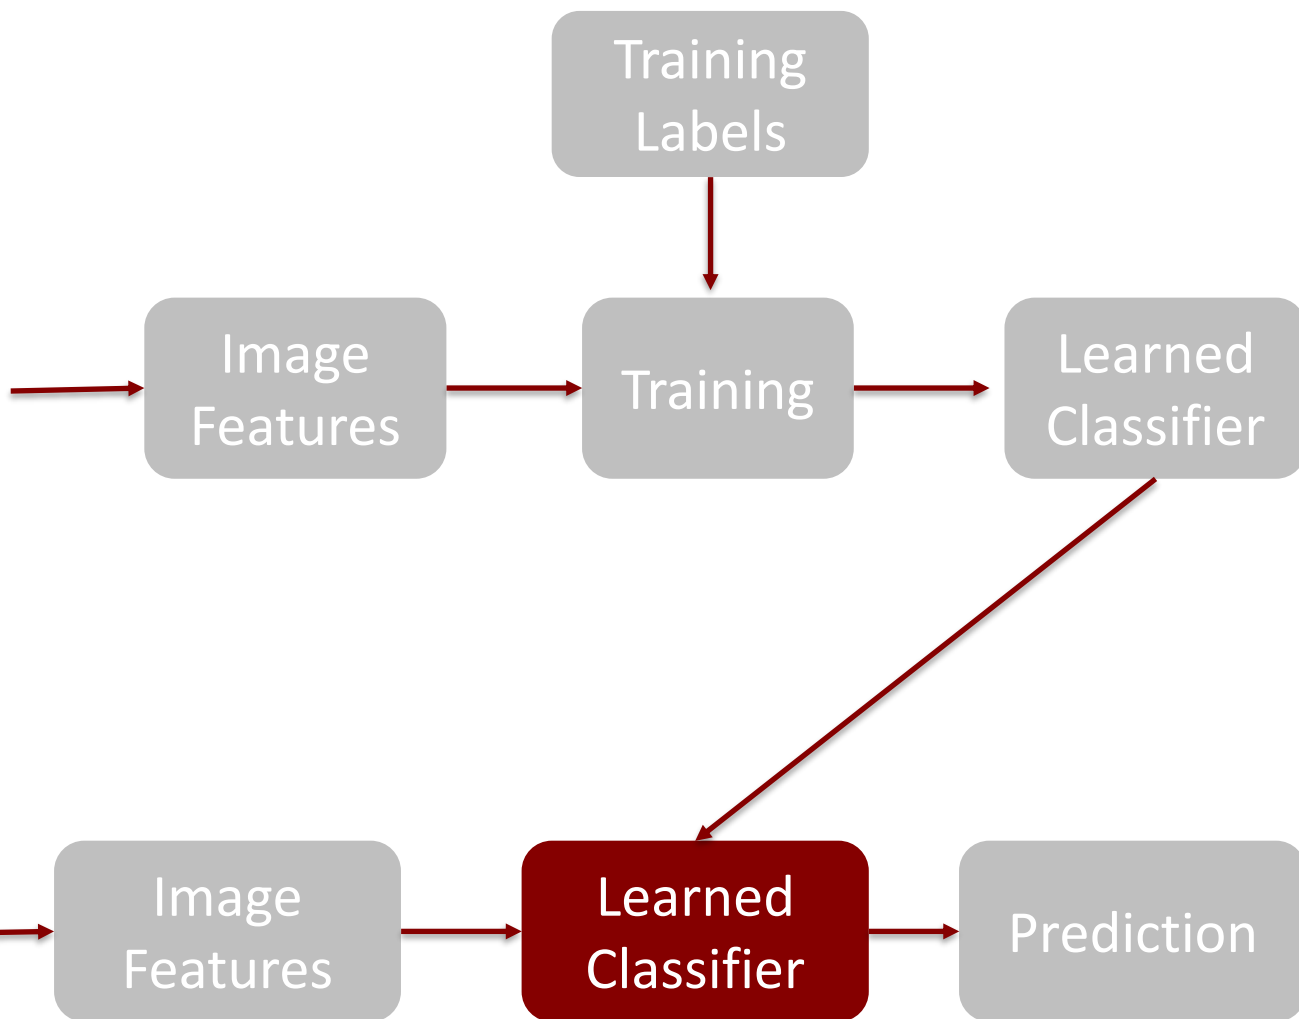 Training
Labels
Image
Features
Training
Learned
Classifier
Image
Features
Learned
Classifier
Prediction